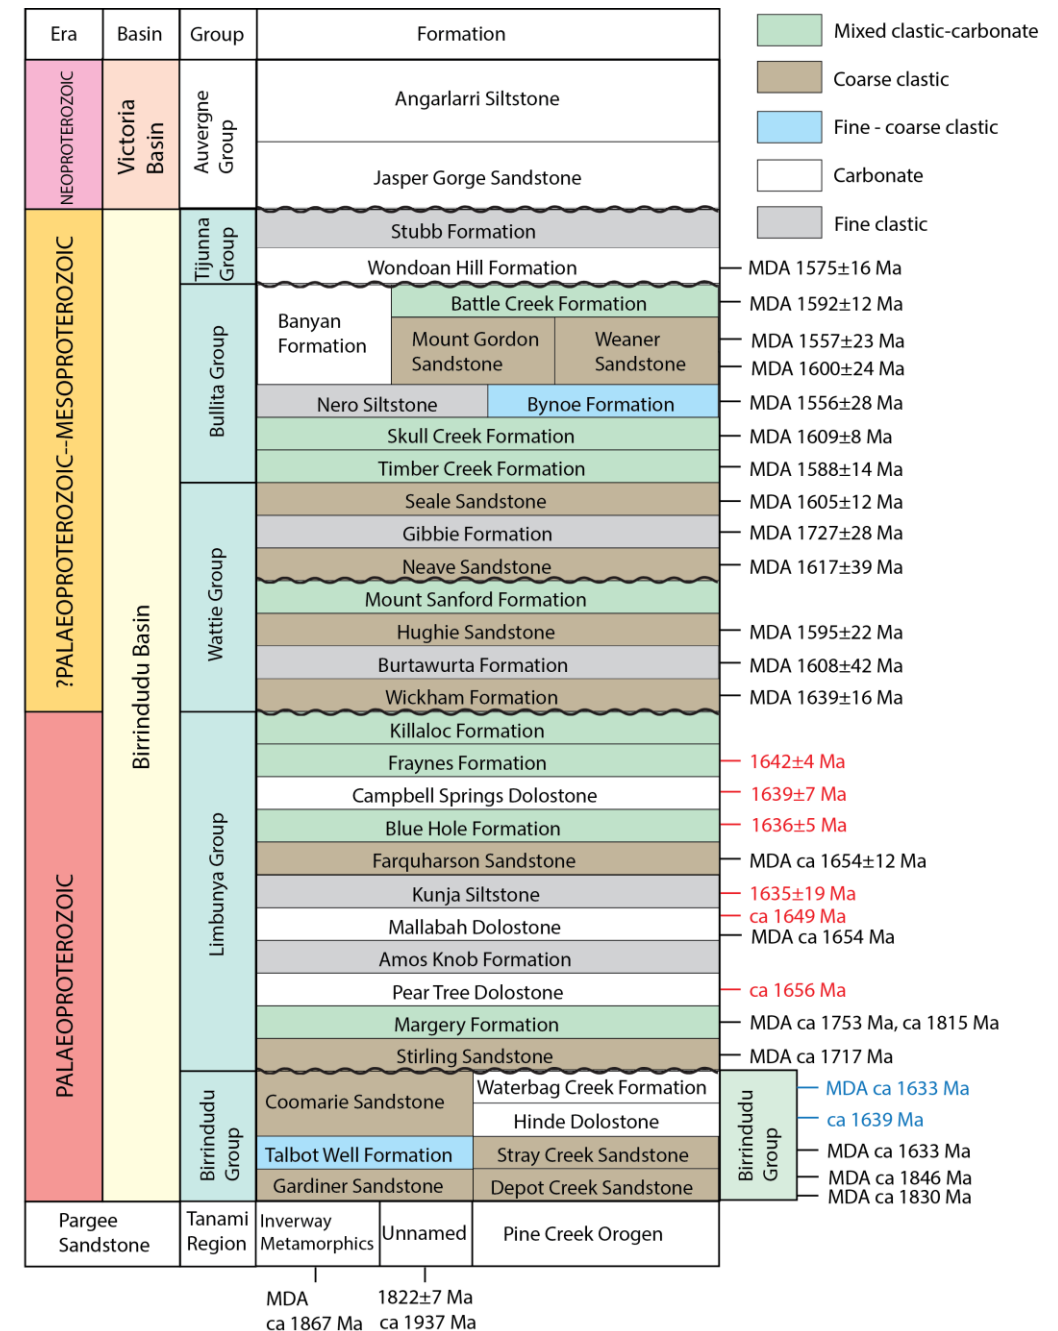 Era
Basin
Group
Formation
NEOPROTEROZOIC
Victoria
Basin
Auvergne
Group
Angarlarri Siltstone
Jasper Gorge Sandstone
?PALAEOPROTEROZOIC--MESOPROTEROZOIC
Birrindudu Basin
Tijunna
Group
Stubb Formation
Wondoan Hill Formation
MDA 1575±16 Ma
Bullita Group
Banyan
Formation
Battle Creek Formation
MDA 1592±12 Ma
Mount Gordon
Sandstone
Weaner
Sandstone
MDA 1557±23 Ma
MDA 1600±24 Ma
Nero Siltstone
Bynoe Formation
MDA 1556±28 Ma
Skull Creek Formation
MDA 1609±8 Ma
Timber Creek Formation
MDA 1588±14 Ma
Wattie Group
Seale Sandstone
MDA 1605±12 Ma
Gibbie Formation
MDA 1727±28 Ma
Neave Sandstone
MDA 1617±39 Ma
Mount Sanford Formation
Hughie Sandstone
MDA 1595±22 Ma
Burtawurta Formation
MDA 1608±42 Ma
Wickham Formation
MDA 1639±16 Ma
PALAEOPROTEROZOIC
Limbunya Group
Killaloc Formation
Fraynes Formation
1642±4 Ma
Campbell Springs Dolostone
1639±7 Ma
Blue Hole Formation
1636±5 Ma
Farquharson Sandstone
MDA ca 1654±12 Ma
Kunja Siltstone
1635±19 Ma
ca 1649 Ma
Mallabah Dolostone
MDA ca 1654 Ma
Amos Knob Formation
Pear Tree Dolostone
ca 1656 Ma
Margery Formation
MDA ca 1753 Ma, ca 1815 Ma
Stirling Sandstone
MDA ca 1717 Ma
Birrindudu
Group
Coomarie Sandstone
Waterbag Creek Formation
Hinde Dolostone
Talbot Well Formation
Stray Creek Sandstone
Gardiner Sandstone
Depot Creek Sandstone
Birrindudu
Group
MDA ca 1633 Ma
ca 1639 Ma
MDA ca 1633 Ma
MDA ca 1846 Ma
MDA ca 1830 Ma
Pargee
Sandstone
Tanami
Region
Inverway
Metamorphics
Unnamed
Pine Creek Orogen
MDA
ca 1867 Ma
1822±7 Ma
ca 1937 Ma
Mixed clastic-carbonate
Coarse clastic
Fine - coarse clastic
Carbonate
Fine clastic